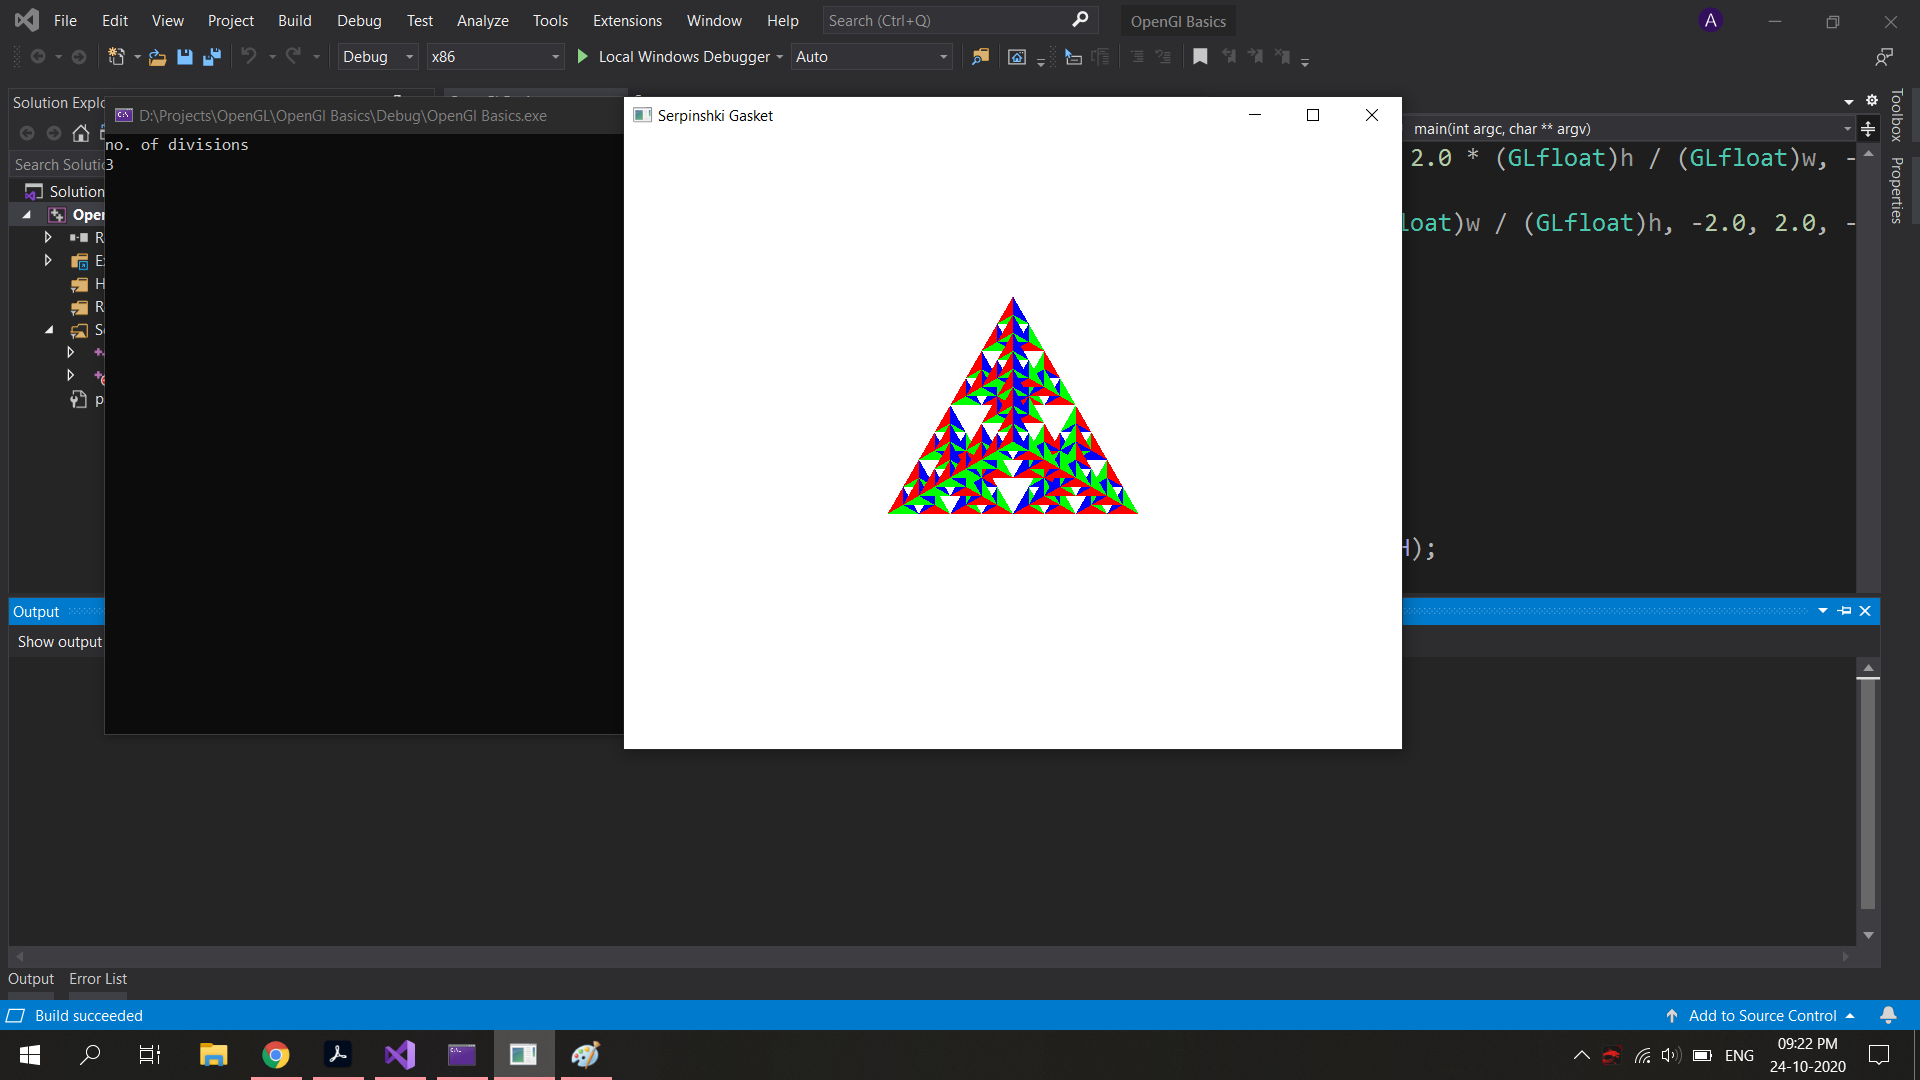 File Edit View Project Build Debug Test Analyze Tools Extensions Window Help Search (Ctrl+Q) OpenGl Basics A
Debug x86 Local Windows Debugger Auto
Solution Explo
Search Solutio
Solution
Open
R
Ex
H
R
S
p
D:\Projects\OpenGL\OpenGl Basics\Debug\OpenGl Basics.exe
no. of divisions
3
Serpinshki Gasket
main(int argc, char ** argv)
2.0 * (GLfloat)h / (GLfloat)w, -
loat)w / (GLfloat)h, -2.0, 2.0, -
);
Toolbox
Properties
Output
Show output
Output Error List
Build succeeded
Add to Source Control
ENG
09:22 PM
24-10-2020